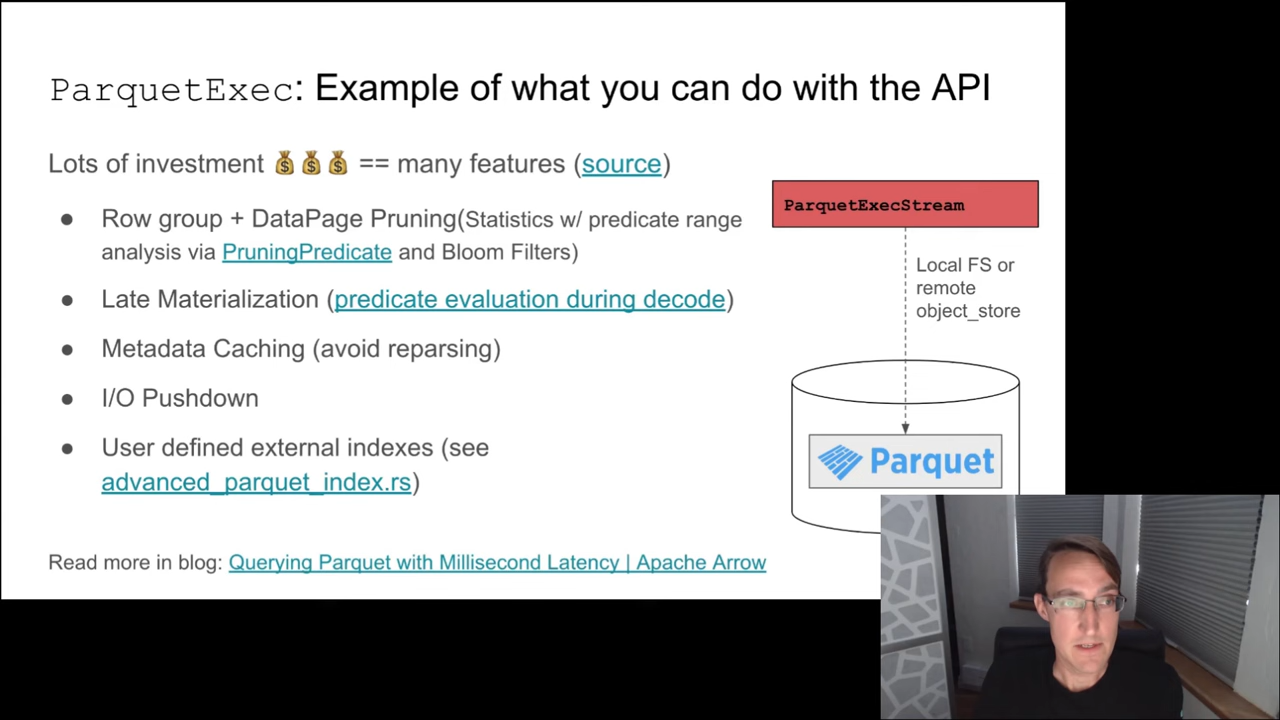 ParquetExec: Example of what you can do with the API
Lots of investment 💰💰💰 == many features (source)
● Row group + DataPage Pruning(Statistics w/ predicate range
analysis via PruningPredicate and Bloom Filters)
● Late Materialization (predicate evaluation during decode)
● Metadata Caching (avoid reparsing)
● I/O Pushdown
● User defined external indexes (see
advanced_parquet_index.rs)
Read more in blog: Querying Parquet with Millisecond Latency | Apache Arrow
ParquetExecStream
Local FS or
remote
object_store
Parquet